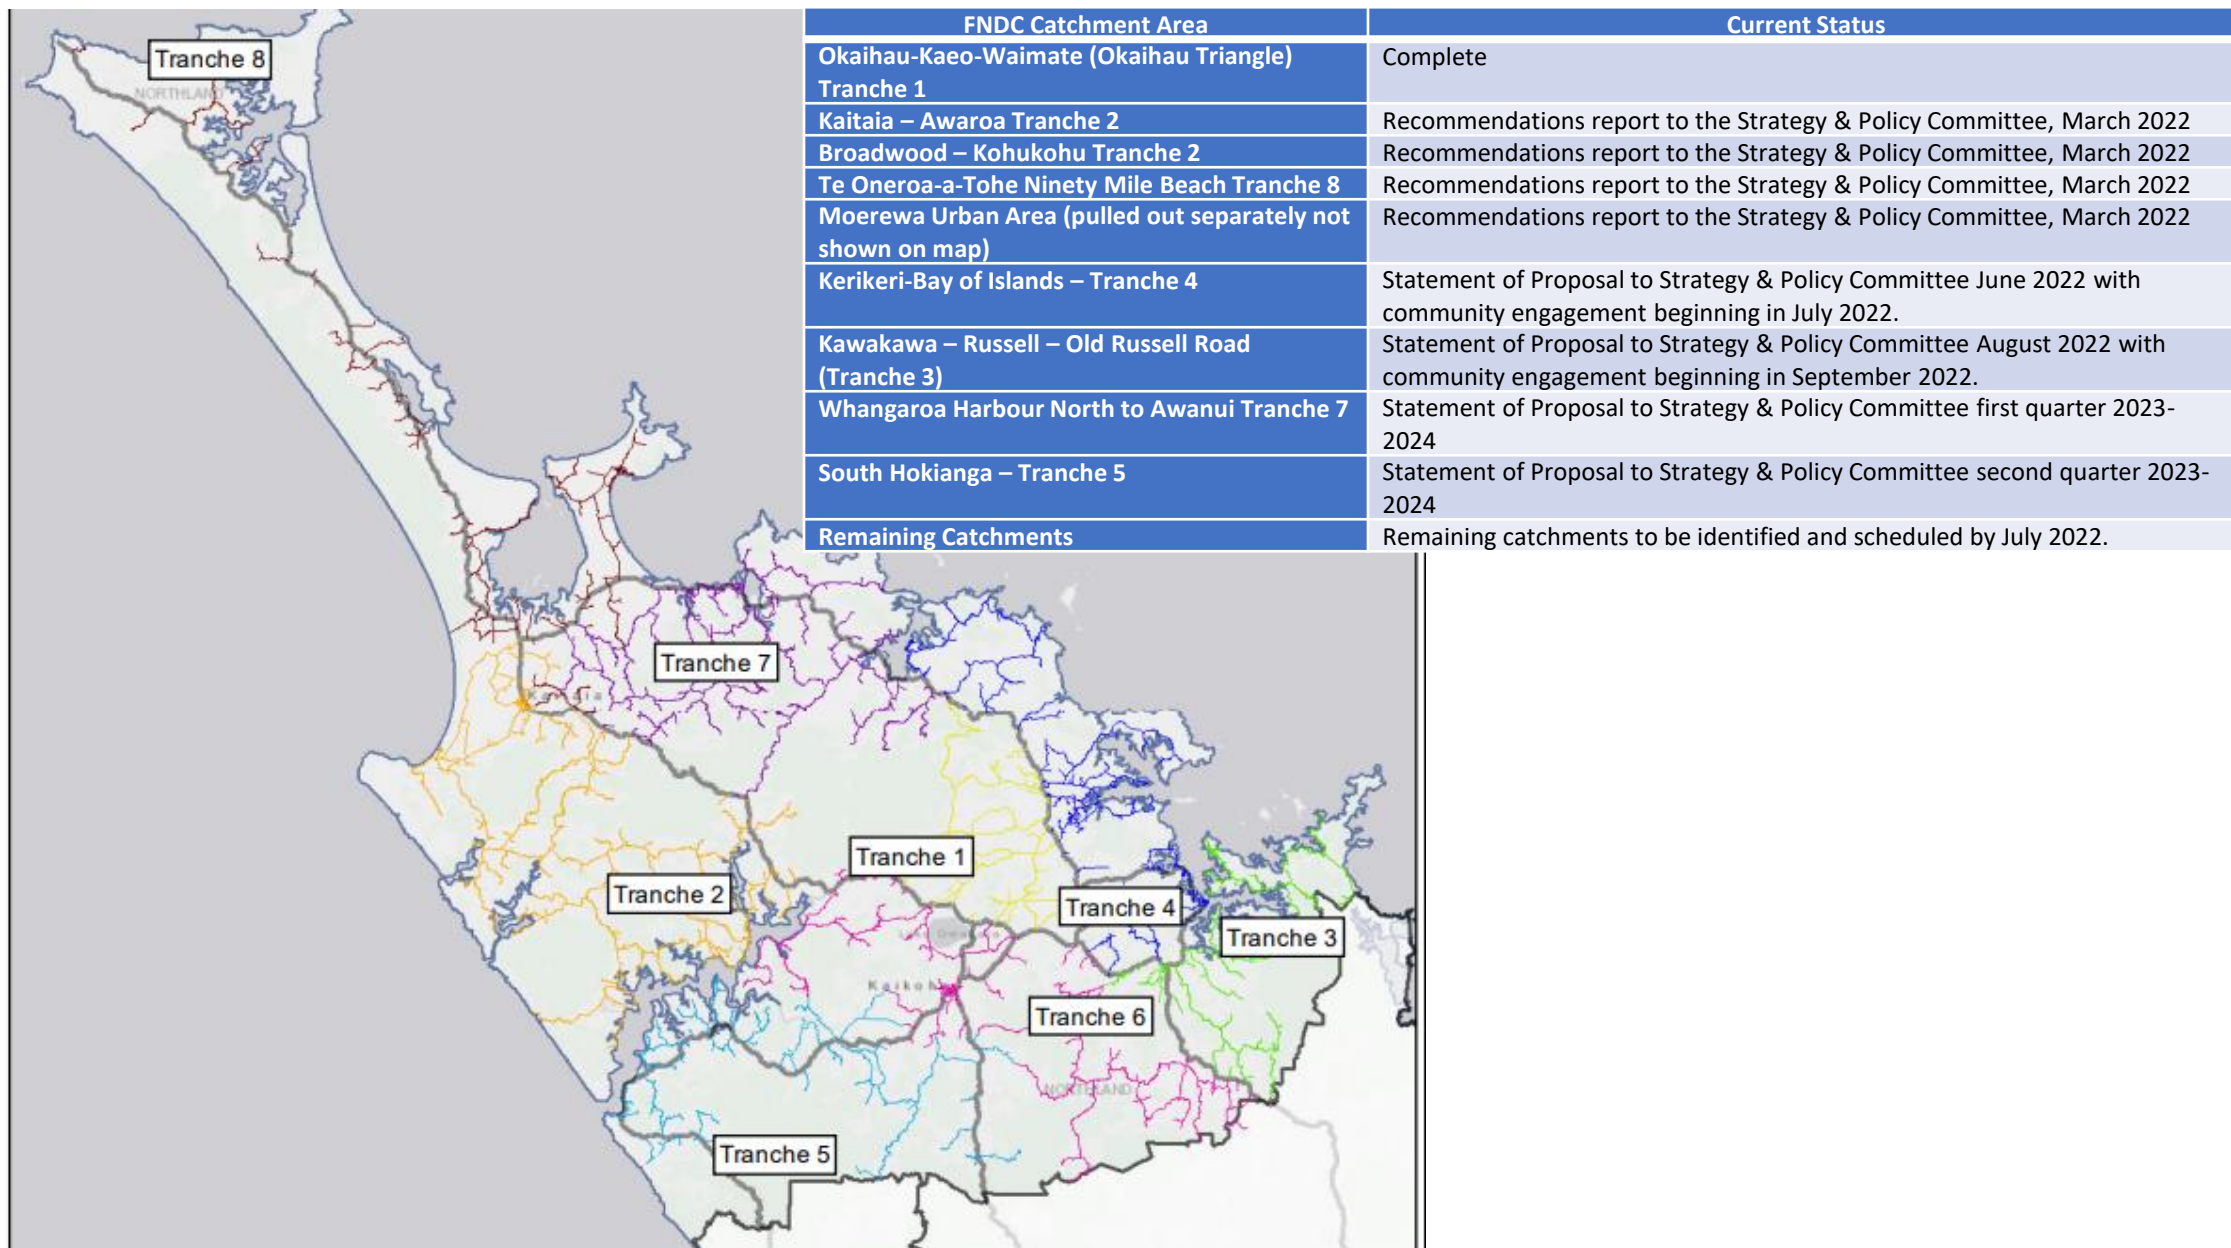 FNDC Catchment Area
Current Status
Okaihau-Kaeo-Waimate (Okaihau Triangle)
Tranche 1
Complete
Kaitaia – Awaroa Tranche 2
Recommendations report to the Strategy & Policy Committee, March 2022
Broadwood – Kohukohu Tranche 2
Recommendations report to the Strategy & Policy Committee, March 2022
Te Oneroa-a-Tohe Ninety Mile Beach Tranche 8
Recommendations report to the Strategy & Policy Committee, March 2022
Moerewa Urban Area (pulled out separately not
shown on map)
Recommendations report to the Strategy & Policy Committee, March 2022
Kerikeri-Bay of Islands – Tranche 4
Statement of Proposal to Strategy & Policy Committee June 2022 with
community engagement beginning in July 2022.
Kawakawa – Russell – Old Russell Road
(Tranche 3)
Statement of Proposal to Strategy & Policy Committee August 2022 with
community engagement beginning in September 2022.
Whangaroa Harbour North to Awanui Tranche 7
Statement of Proposal to Strategy & Policy Committee first quarter 2023-
2024
South Hokianga – Tranche 5
Statement of Proposal to Strategy & Policy Committee second quarter 2023-
2024
Remaining Catchments
Remaining catchments to be identified and scheduled by July 2022.
Tranche 8
NORTHLAND
Tranche 7
Kaitaia
Tranche 1
Tranche 2
Tranche 4
Tranche 3
Kaikohe
Tranche 6
NORTHLAND
Tranche 5